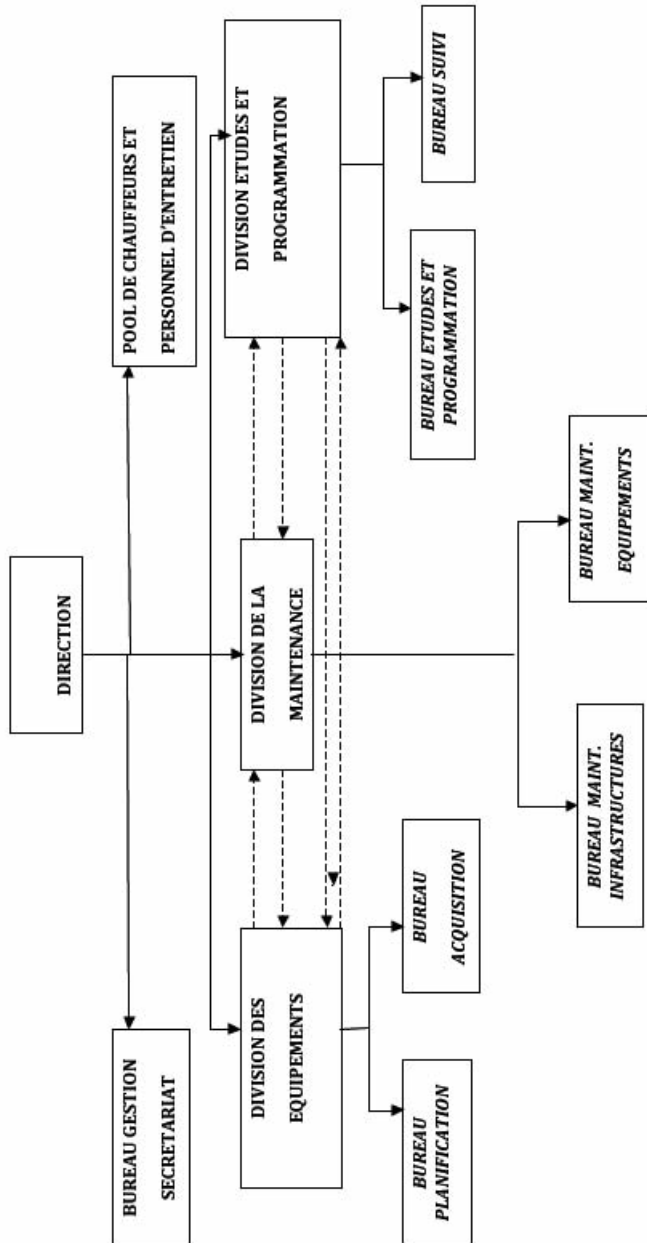 DIRECTION
BUREAU GESTION
SECRETARIAT
POOL DE CHAUFFEURS ET
PERSONNEL D'ENTRETIEN
DIVISION DES
EQUIPEMENTS
DIVISION DE LA
MAINTENANCE
DIVISION ETUDES ET
PROGRAMMATION
BUREAU
PLANIFICATION
BUREAU
ACQUISITION
BUREAU ETUDES ET
PROGRAMMATION
BUREAU SUIVI
BUREAU MAINT.
INFRASTRUCTURES
BUREAU MAINT.
EQUIPEMENTS